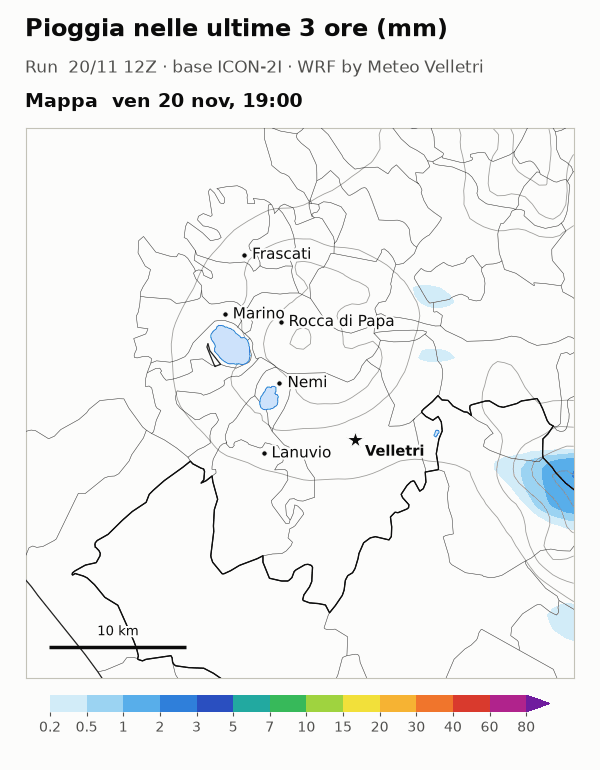 Pioggia nelle ultime 3 ore (mm)
Run  20/11 12Z · base ICON-2I · WRF by Meteo Velletri
Mappa  ven 20 nov, 19:00
Frascati
Marino
Rocca di Papa
Nemi
Velletri
Lanuvio
10 km
0.2 0.5 1 2 3 5 7 10 15 20 30 40 60 80